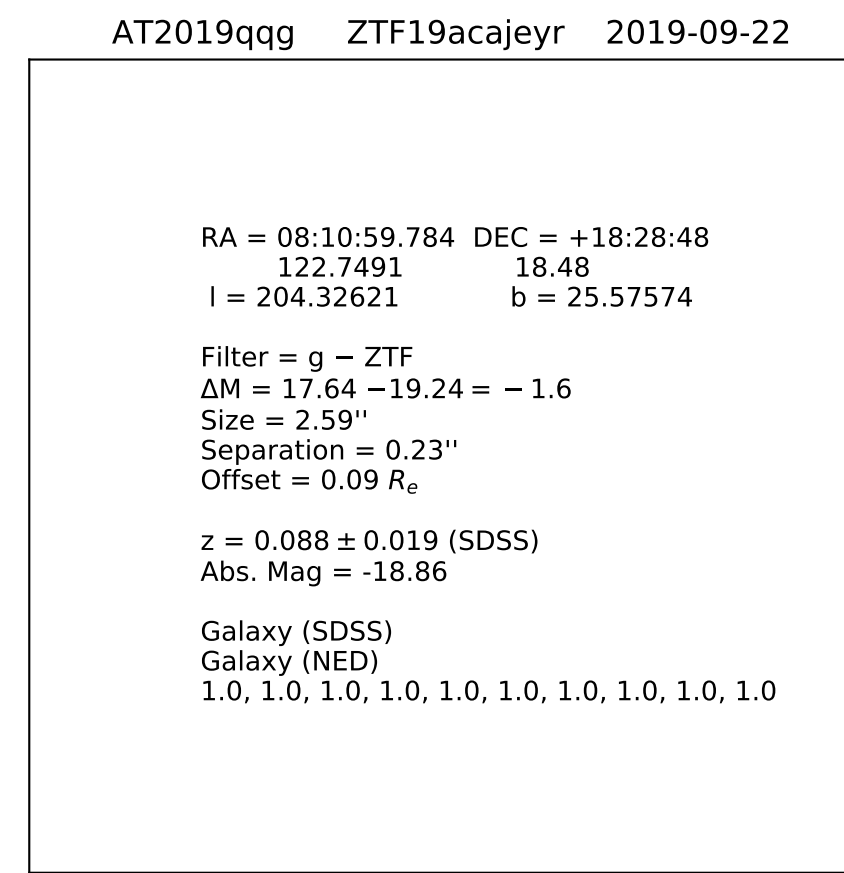 AT2019qqg ZTF19acajeyr 2019-09-22
RA = 08:10:59.784 DEC = +18:28:48
122.7491 18.48
l = 204.32621 b = 25.57574
Filter = g − ZTF
ΔM = 17.64 −19.24 = − 1.6
Size = 2.59''
Separation = 0.23''
Offset = 0.09 Re
z = 0.088 ± 0.019 (SDSS)
Abs. Mag = -18.86
Galaxy (SDSS)
Galaxy (NED)
1.0, 1.0, 1.0, 1.0, 1.0, 1.0, 1.0, 1.0, 1.0, 1.0